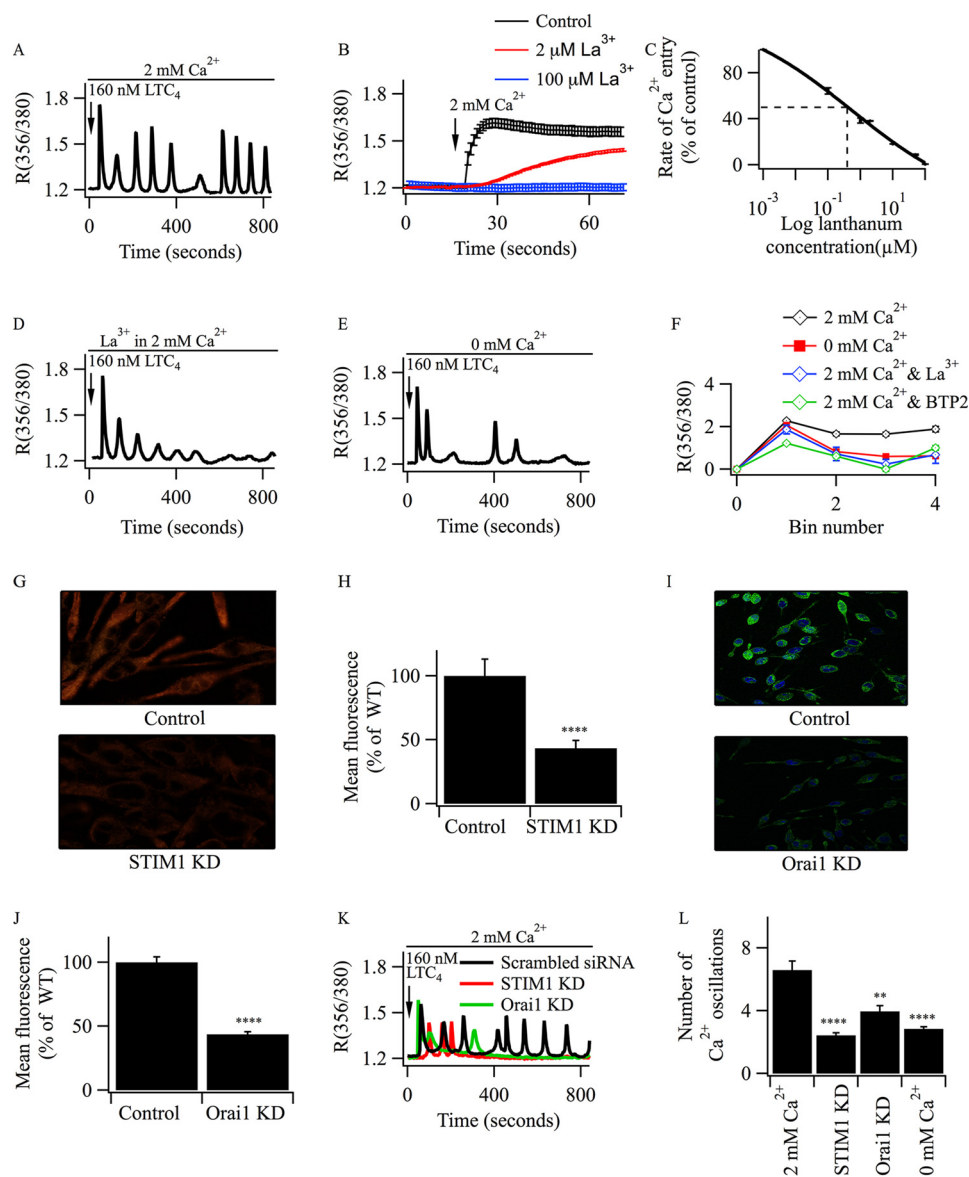 A
2 mM Ca²⁺
160 nM LTC₄
R(356/380)
1.8
1.5
1.2
0
400
800
Time (seconds)
B
Control
2 μM La³⁺
100 μM La³⁺
2 mM Ca²⁺
R(356/380)
1.8
1.5
1.2
0
30
60
Time (seconds)
C
Rate of Ca²⁺ entry
(% of control)
80
40
0
10⁻³
10⁻¹
10¹
Log lanthanum
concentration(μM)
D
La³⁺ in 2 mM Ca²⁺
160 nM LTC₄
R(356/380)
1.8
1.5
1.2
0
400
800
Time (seconds)
E
0 mM Ca²⁺
160 nM LTC₄
R(356/380)
1.8
1.5
1.2
0
400
800
Time (seconds)
F
2 mM Ca²⁺
0 mM Ca²⁺
2 mM Ca²⁺ & La³⁺
2 mM Ca²⁺ & BTP2
R(356/380)
4
2
0
0
2
4
Bin number
G
Control
STIM1 KD
H
Mean fluorescence
(% of WT)
100
50
0
****
Control
STIM1 KD
I
Control
Orai1 KD
J
Mean fluorescence
(% of WT)
100
50
0
****
Control
Orai1 KD
K
2 mM Ca²⁺
160 nM
LTC₄
Scrambled siRNA
STIM1 KD
Orai1 KD
R(356/380)
1.8
1.5
1.2
0
400
800
Time (seconds)
L
Number of
Ca²⁺ oscillations
8
4
0
****
**
****
2 mM Ca²⁺
STIM1 KD
Orai1 KD
0 mM Ca²⁺